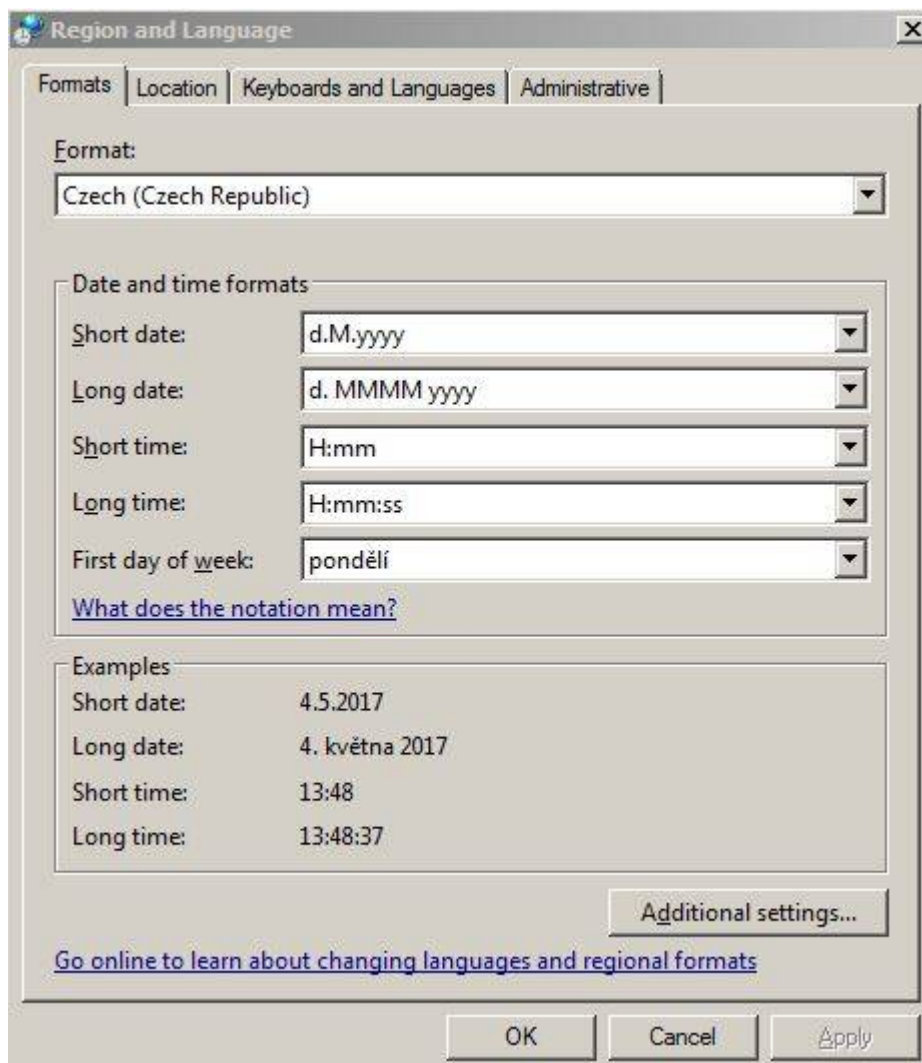 Region and Language
Formats Location Keyboards and Languages Administrative
Format:
Czech (Czech Republic)
Date and time formats
Short date: d.M.yyyy
Long date: d. MMMM yyyy
Short time: H:mm
Long time: H:mm:ss
First day of week: pondělí
What does the notation mean?
Examples
Short date: 4.5.2017
Long date: 4. května 2017
Short time: 13:48
Long time: 13:48:37
Additional settings...
Go online to learn about changing languages and regional formats
OK Cancel Apply